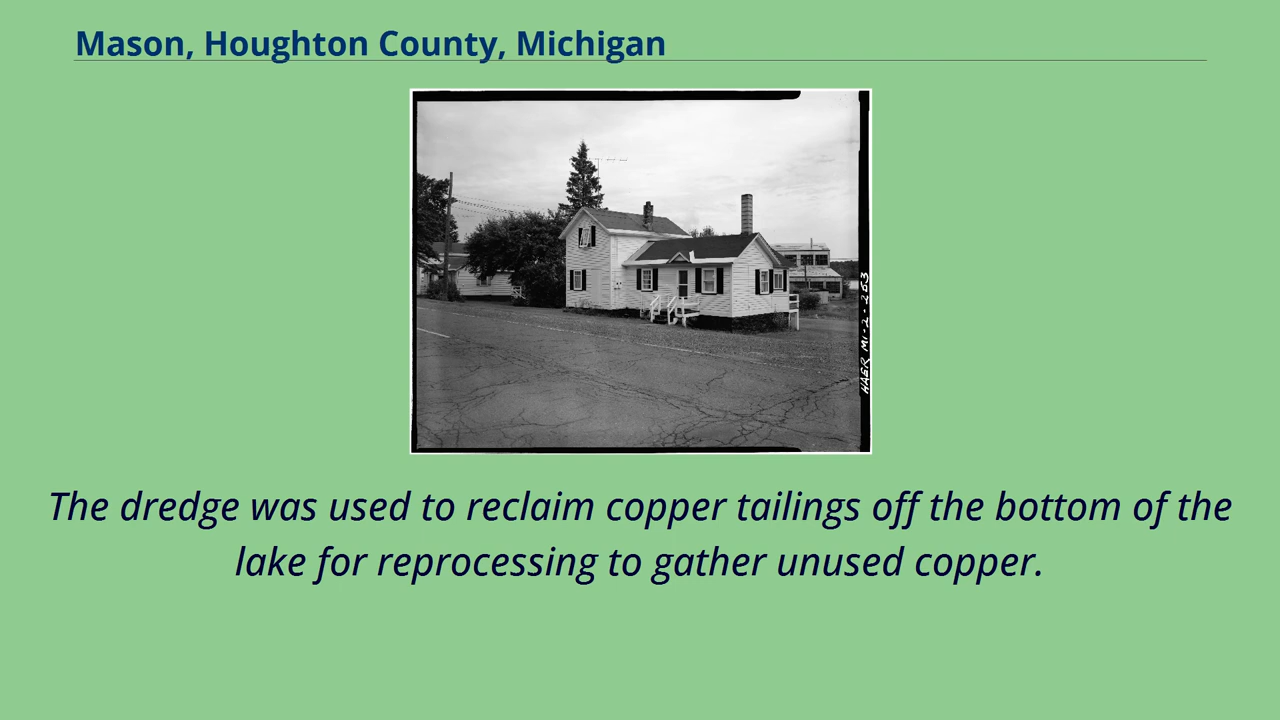 Mason, Houghton County, Michigan
HAER MI-2-263
The dredge was used to reclaim copper tailings off the bottom of the
lake for reprocessing to gather unused copper.